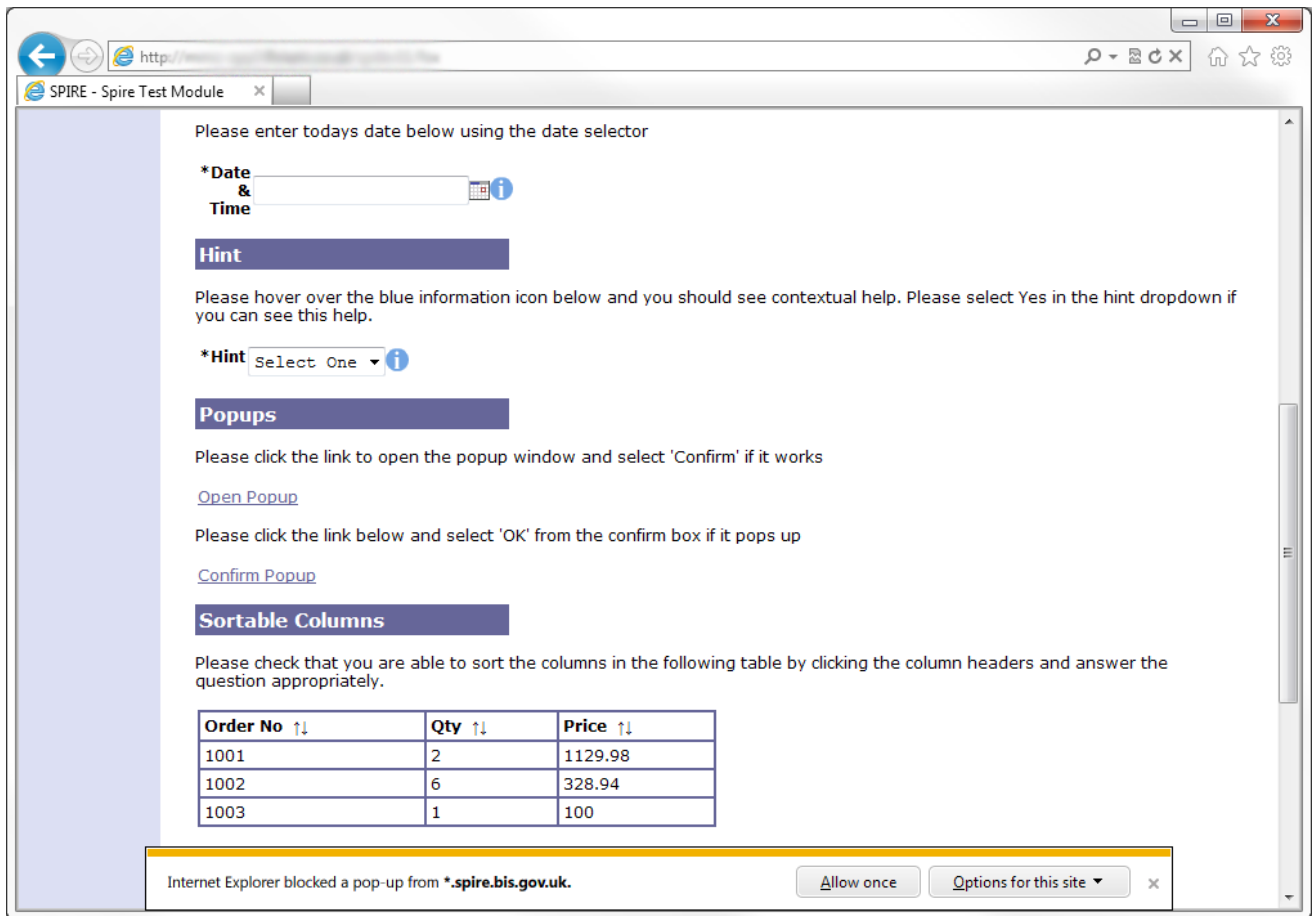 http://
SPIRE - Spire Test Module
Please enter todays date below using the date selector
*Date
&
Time
Hint
Please hover over the blue information icon below and you should see contextual help. Please select Yes in the hint dropdown if
you can see this help.
*Hint Select One
Popups
Please click the link to open the popup window and select 'Confirm' if it works
Open Popup
Please click the link below and select 'OK' from the confirm box if it pops up
Confirm Popup
Sortable Columns
Please check that you are able to sort the columns in the following table by clicking the column headers and answer the
question appropriately.
Order No ↑↓ Qty ↑↓ Price ↑↓
1001 2 1129.98
1002 6 328.94
1003 1 100
Internet Explorer blocked a pop-up from *.spire.bis.gov.uk. Allow once Options for this site